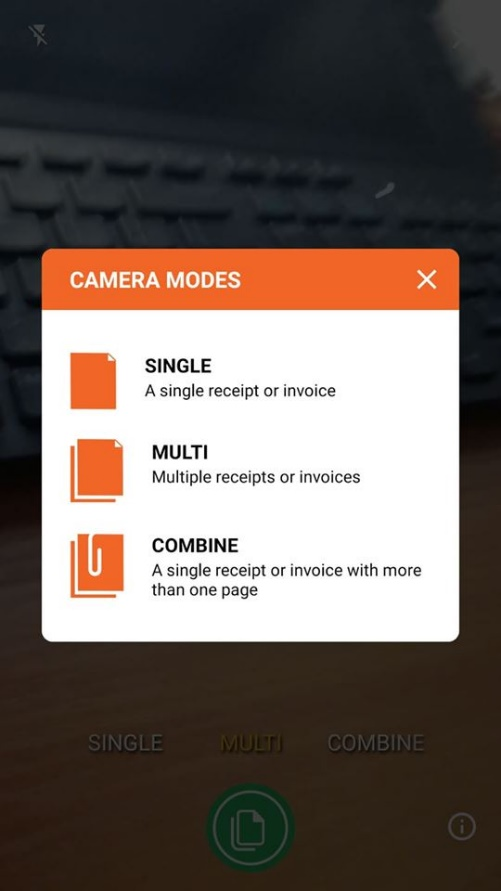 CAMERA MODES
SINGLE
A single receipt or invoice
MULTI
Multiple receipts or invoices
COMBINE
A single receipt or invoice with more
than one page
SINGLE MULTI COMBINE